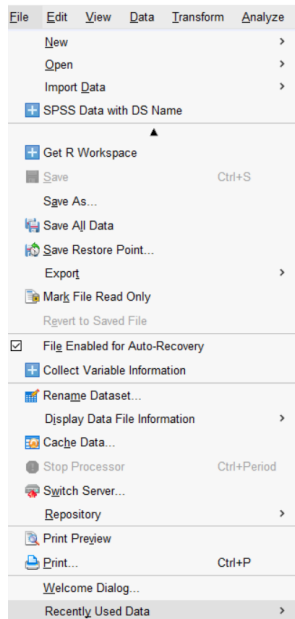 File Edit View Data Transform Analyze
New
Open
Import Data
SPSS Data with DS Name
Get R Workspace
Save Ctrl+S
Save As...
Save All Data
Save Restore Point...
Export
Mark File Read Only
Revert to Saved File
File Enabled for Auto-Recovery
Collect Variable Information
Rename Dataset...
Display Data File Information
Cache Data...
Stop Processor Ctrl+Period
Switch Server...
Repository
Print Preview
Print... Ctrl+P
Welcome Dialog...
Recently Used Data